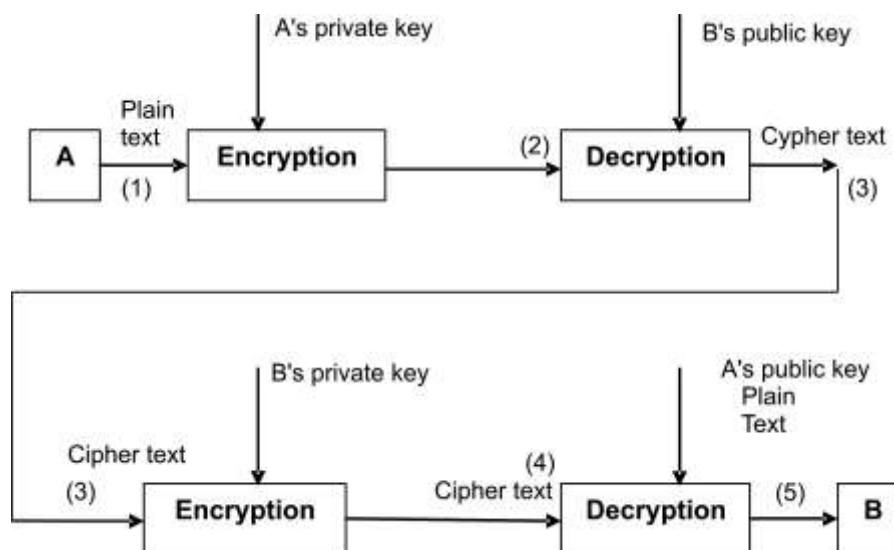 A's private key
B's public key
Plain
text
A
(1)
Encryption
(2)
Decryption
Cypher text
(3)
B's private key
A's public key
Plain
Text
Cipher text
(3)
Encryption
(4)
Cipher text
Decryption
(5)
B